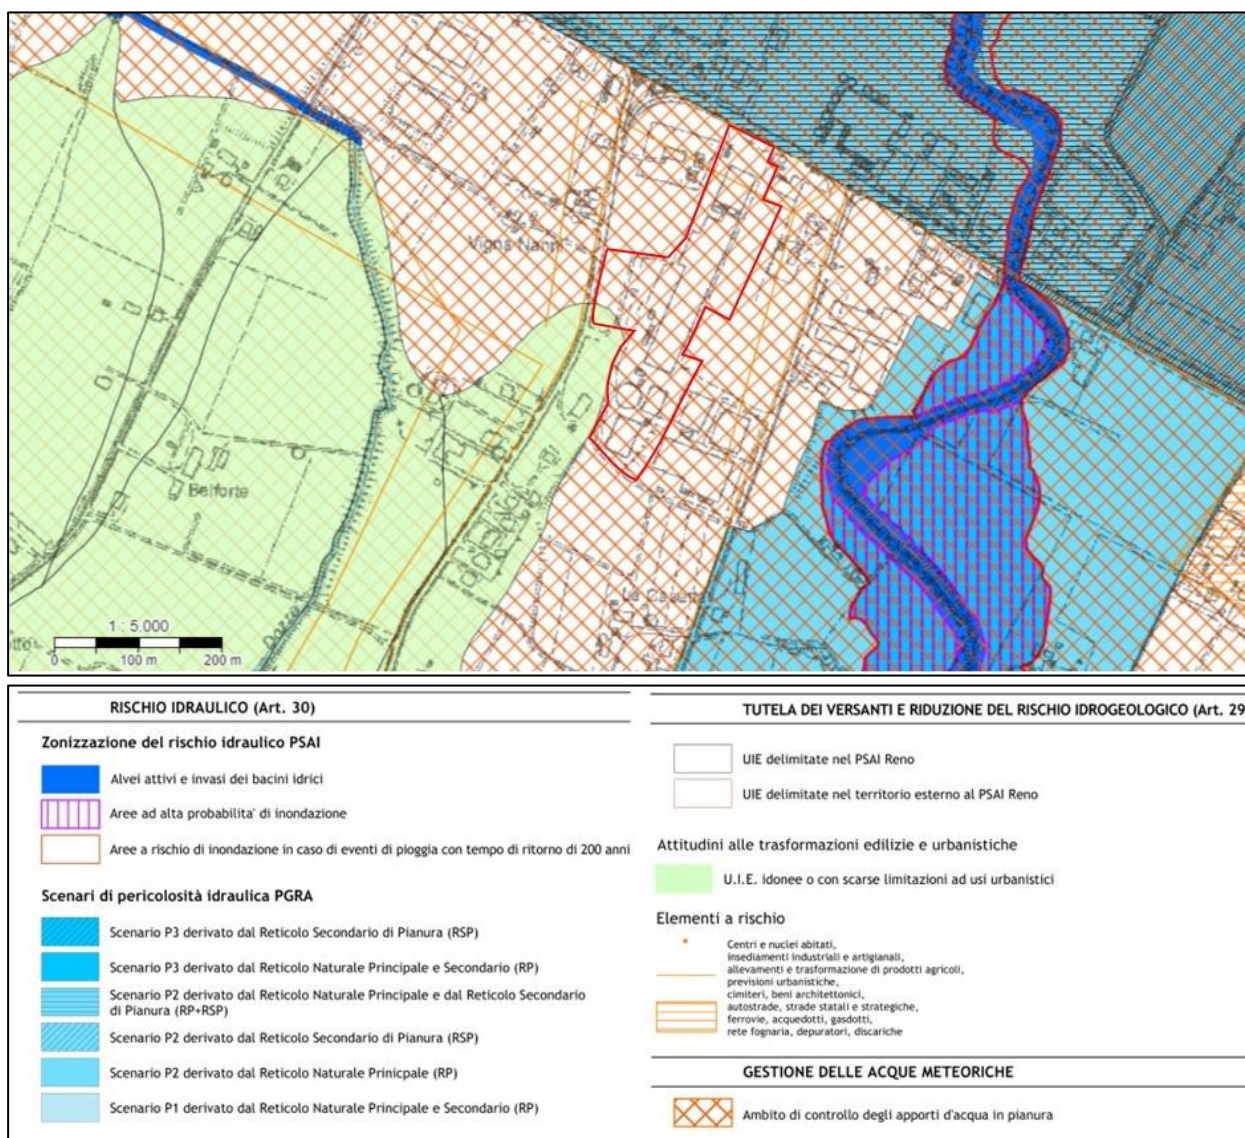 Vigna Nanni
Belforte
1 : 5.000
0 100 m 200 m
RISCHIO IDRAULICO (Art. 30)
Zonizzazione del rischio idraulico PSAI
Alvei attivi e invasi dei bacini idrici
Aree ad alta probabilita' di inondazione
Aree a rischio di inondazione in caso di eventi di pioggia con tempo di ritorno di 200 anni
Scenari di pericolosità idraulica PGRA
Scenario P3 derivato dal Reticolo Secondario di Pianura (RSP)
Scenario P3 derivato dal Reticolo Naturale Principale e Secondario (RP)
Scenario P2 derivato dal Reticolo Naturale Principale e dal Reticolo Secondario
di Pianura (RP+RSP)
Scenario P2 derivato dal Reticolo Secondario di Pianura (RSP)
Scenario P2 derivato dal Reticolo Naturale Prinicpale (RP)
Scenario P1 derivato dal Reticolo Naturale Principale e Secondario (RP)
TUTELA DEI VERSANTI E RIDUZIONE DEL RISCHIO IDROGEOLOGICO (Art. 29
UIE delimitate nel PSAI Reno
UIE delimitate nel territorio esterno al PSAI Reno
Attitudini alle trasformazioni edilizie e urbanistiche
U.I.E. idonee o con scarse limitazioni ad usi urbanistici
Elementi a rischio
Centri e nuclei abitati,
insediamenti industriali e artigianali,
allevamenti e trasformazione di prodotti agricoli,
previsioni urbanistiche,
cimiteri, beni architettonici,
autostrade, strade statali e strategiche,
ferrovie, acquedotti, gasdotti,
rete fognaria, depuratori, discariche
GESTIONE DELLE ACQUE METEORICHE
Ambito di controllo degli apporti d'acqua in pianura